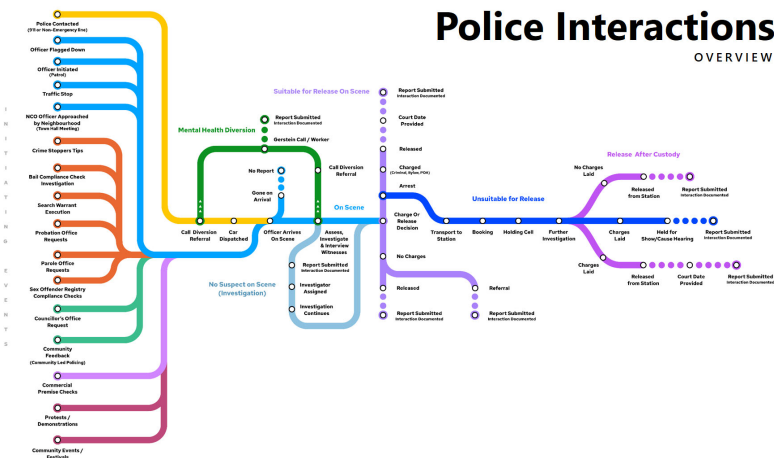 Police Interactions
OVERVIEW
INITIATING EVENTS
Police Contacted
(911 or Non-Emergency line)
Officer Flagged Down
Officer Initiated
(Patrol)
Traffic Stop
NCO Officer Approached
by Neighbourhood
(Town Hall Meeting)
Crime Stoppers Tips
Bail Compliance Check
Investigation
Search Warrant
Execution
Probation Office
Requests
Parole Office
Requests
Sex Offender Registry
Compliance Checks
Councillor's Office
Request
Community
Feedback
(Community Led Policing)
Commercial
Premise Checks
Protests /
Demonstrations
Community Events /
Festivals
Mental Health Diversion
Report Submitted
Interaction Documented
Gerstein Call / Worker
No Report
Gone on
Arrival
Call Diversion
Referral
Call Diversion
Referral
Car
Dispatched
Officer Arrives
On Scene
Assess,
Investigate
& Interview
Witnesses
On Scene
No Suspect on Scene
(Investigation)
Report Submitted
Interaction Documented
Investigator
Assigned
Investigation
Continues
Suitable for Release On Scene
Report Submitted
Interaction Documented
Court Date
Provided
Released
Charged
(Criminal, Bylaw, POA)
Arrest
Charge Or
Release
Decision
No Charges
Released
Report Submitted
Interaction Documented
Referral
Report Submitted
Interaction Documented
Unsuitable for Release
Transport to
Station
Booking
Holding Cell
Further
Investigation
Charges
Laid
Held for
Show/Cause Hearing
Report Submitted
Interaction Documented
Release After Custody
No Charges
Laid
Released
from Station
Report Submitted
Interaction Documented
Charges
Laid
Released
from Station
Court Date
Provided
Report Submitted
Interaction Documented